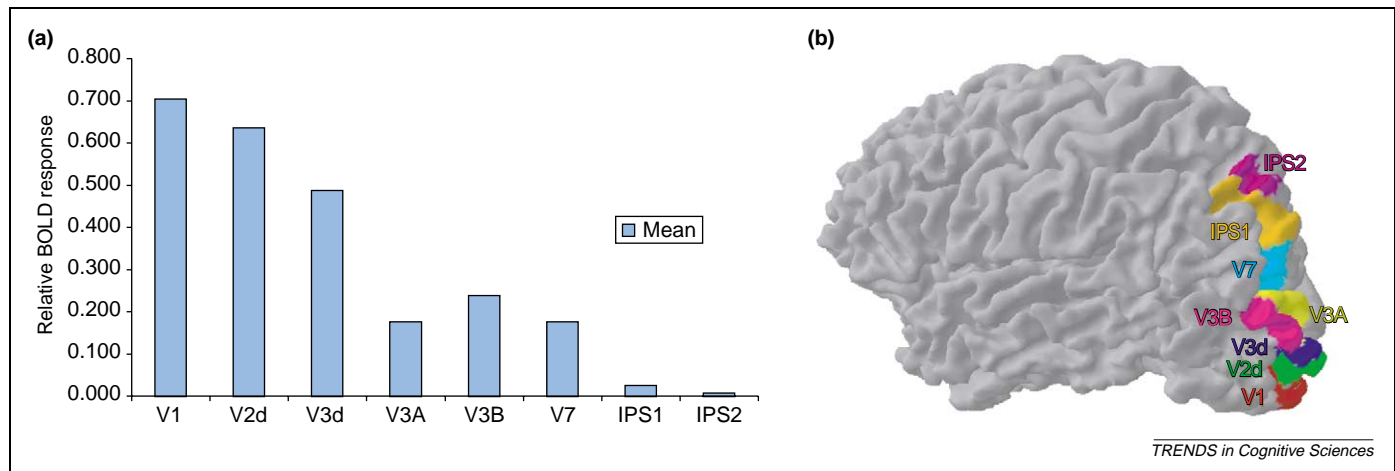 (a)
0.800
0.700
0.600
0.500
0.400
0.300
0.200
0.100
0.000
Relative BOLD response
V1 V2d V3d V3A V3B V7 IPS1 IPS2
Mean
(b)
IPS2
IPS1
V7
V3B V3A
V3d
V2d
V1
TRENDS in Cognitive Sciences